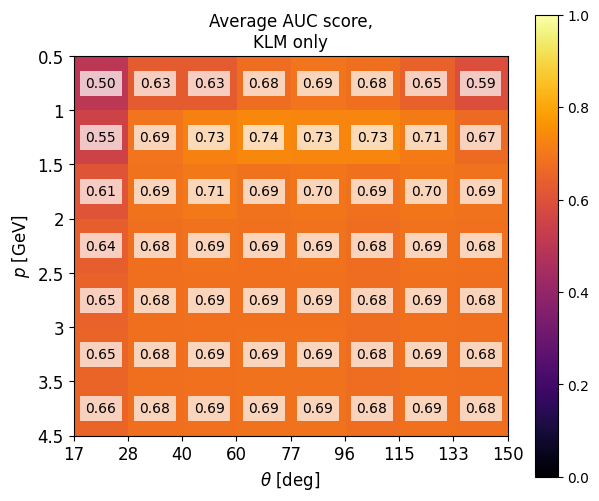 Average AUC score,
KLM only
0.5
0.50 0.63 0.63 0.68 0.69 0.68 0.65 0.59
1
0.55 0.69 0.73 0.74 0.73 0.73 0.71 0.67
1.5
0.61 0.69 0.71 0.69 0.70 0.69 0.70 0.69
2
0.64 0.68 0.69 0.69 0.69 0.68 0.69 0.68
2.5
0.65 0.68 0.69 0.69 0.69 0.68 0.69 0.68
3
0.65 0.68 0.69 0.69 0.69 0.68 0.69 0.68
3.5
0.66 0.68 0.69 0.69 0.69 0.68 0.69 0.68
4.5
p [GeV]
17 28 40 60 77 96 115 133 150
θ [deg]
1.0
0.8
0.6
0.4
0.2
0.0